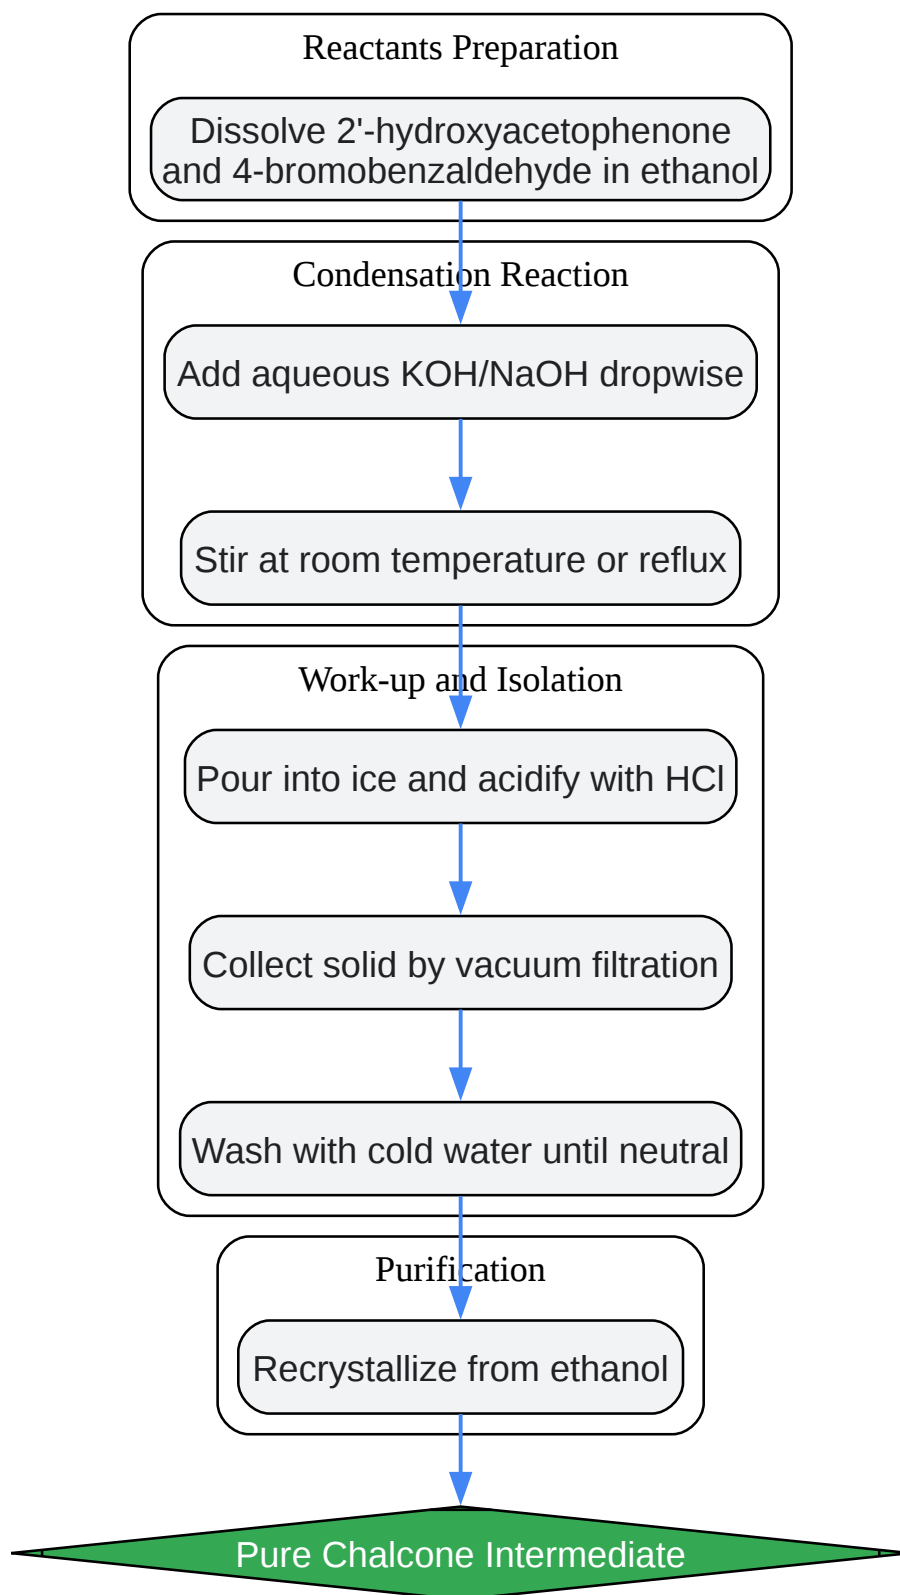 Reactants Preparation
Dissolve 2'-hydroxyacetophenone
and 4-bromobenzaldehyde in ethanol
Condensation Reaction
Add aqueous KOH/NaOH dropwise
Stir at room temperature or reflux
Work-up and Isolation
Pour into ice and acidify with HCl
Collect solid by vacuum filtration
Wash with cold water until neutral
Purification
Recrystallize from ethanol
Pure Chalcone Intermediate